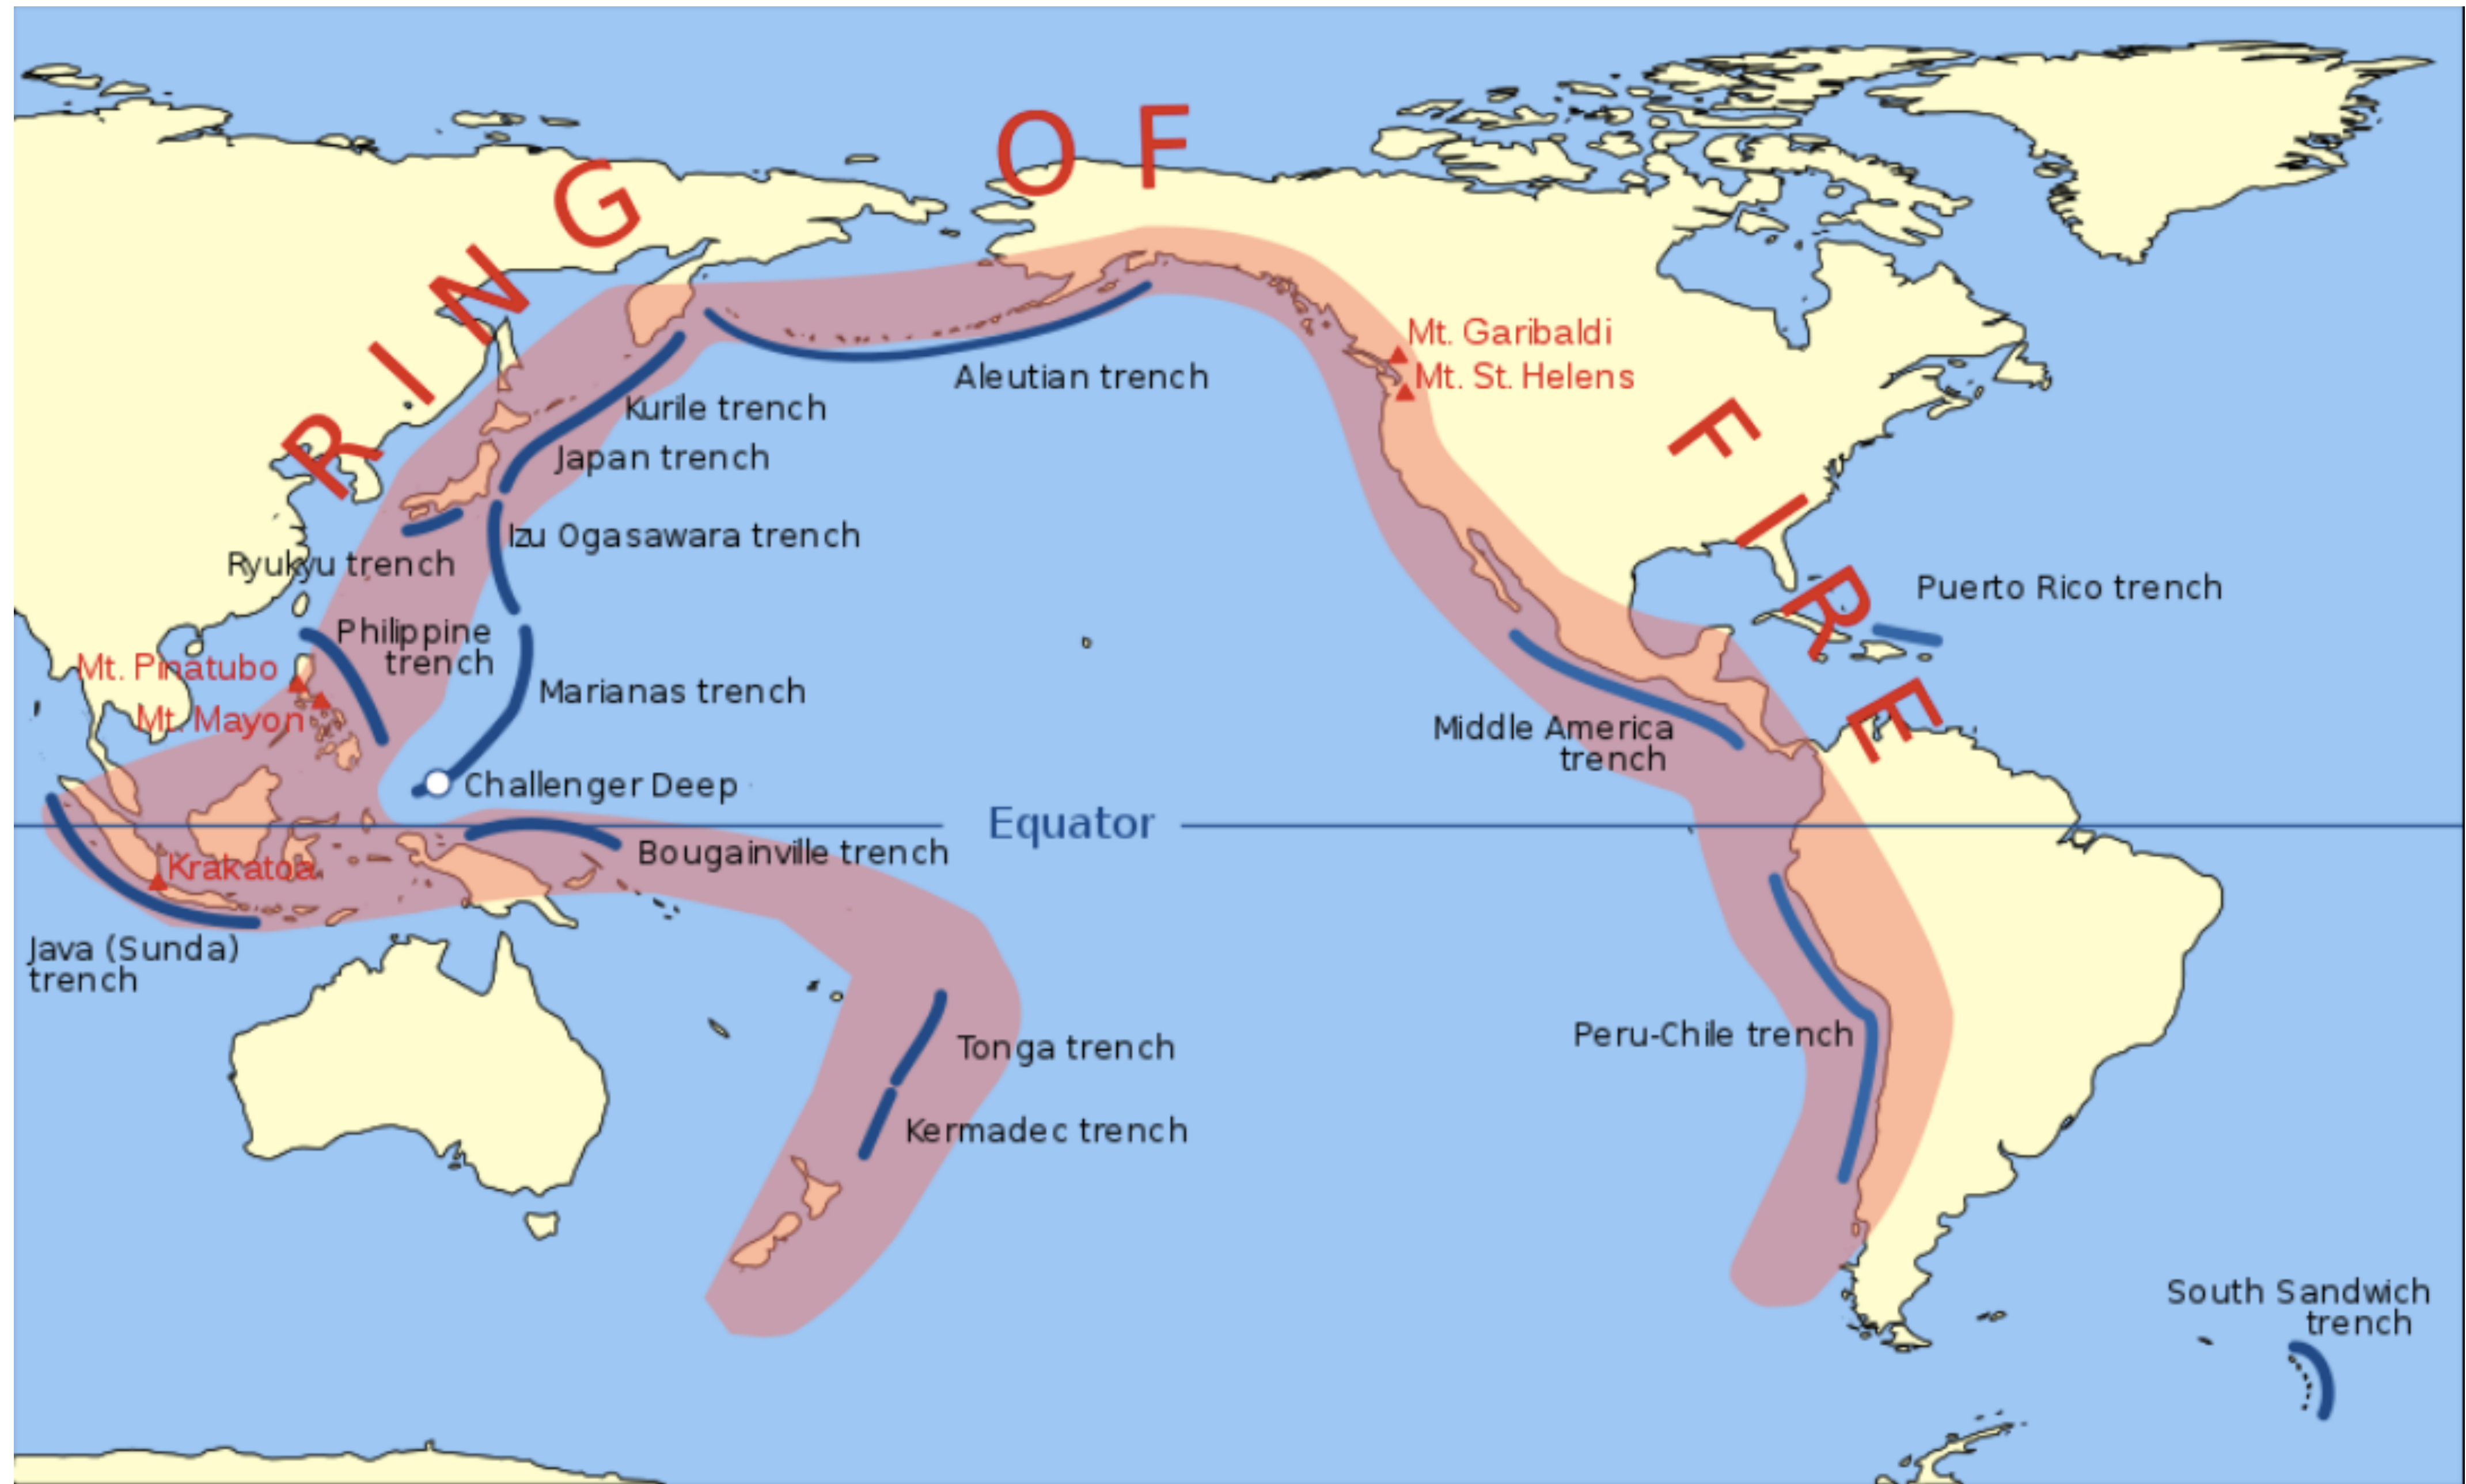 RING OF FIRE
Mt. Garibaldi
Mt. St. Helens
Aleutian trench
Kurile trench
Japan trench
Izu Ogasawara trench
Ryukyu trench
Puerto Rico trench
Philippine
trench
Mt. Pinatubo
Marianas trench
Mt. Mayon
Middle America
trench
Challenger Deep
Equator
Bougainville trench
Krakatoa
Java (Sunda)
trench
Peru-Chile trench
Tonga trench
Kermadec trench
South Sandwich
trench